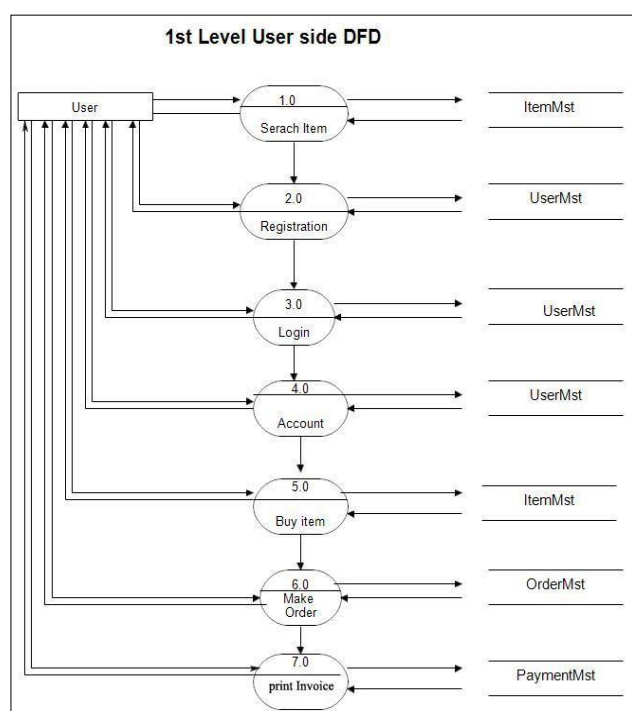 1st Level User side DFD
User
1.0
Serach Item
ItemMst
2.0
Registration
UserMst
3.0
Login
UserMst
4.0
Account
UserMst
5.0
Buy item
ItemMst
6.0
Make
Order
OrderMst
7.0
print Invoice
PaymentMst